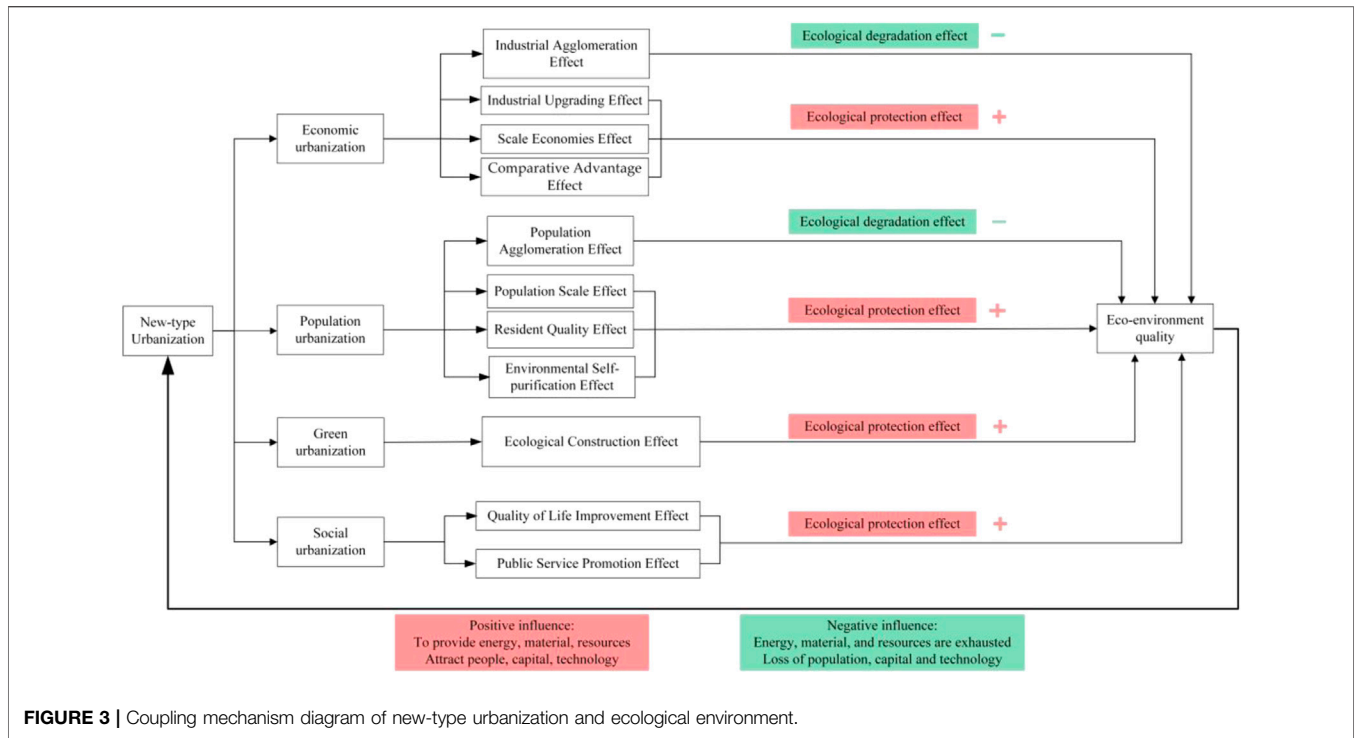 Industrial Agglomeration
Effect
Ecological degradation effect −
Industrial Upgrading Effect
Economic
urbanization
Scale Economies Effect
Ecological protection effect +
Comparative Advantage
Effect
Population
Agglomeration Effect
Ecological degradation effect −
Population Scale Effect
New-type
Urbanization
Population
urbanization
Resident Quality Effect
Ecological protection effect +
Eco-environment
quality
Environmental Self-
purification Effect
Green
urbanization
Ecological Construction Effect
Ecological protection effect +
Social
urbanization
Quality of Life Improvement Effect
Ecological protection effect +
Public Service Promotion Effect
Positive influence:
To provide energy, material, resources
Attract people, capital, technology
Negative influence:
Energy, material, and resources are exhausted
Loss of population, capital and technology
FIGURE 3 | Coupling mechanism diagram of new-type urbanization and ecological environment.